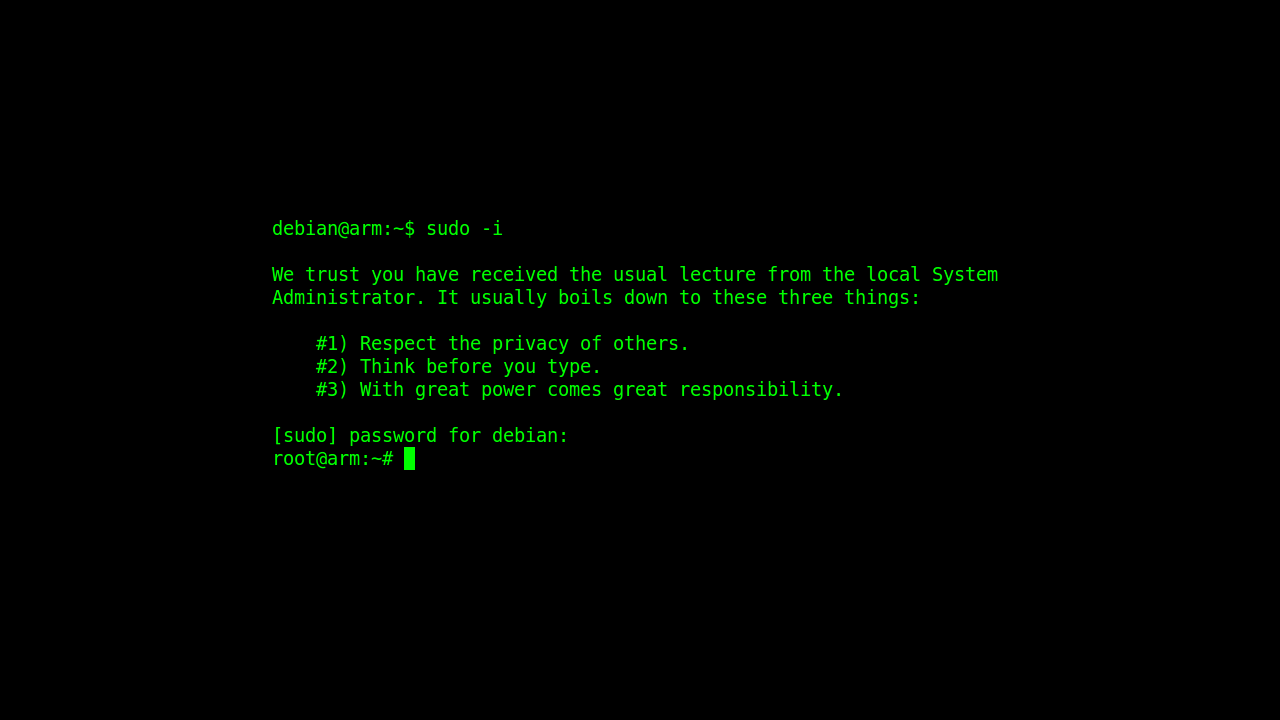 debian@arm:~$ sudo -i
We trust you have received the usual lecture from the local System
Administrator. It usually boils down to these three things:
#1) Respect the privacy of others.
#2) Think before you type.
#3) With great power comes great responsibility.
[sudo] password for debian:
root@arm:~#